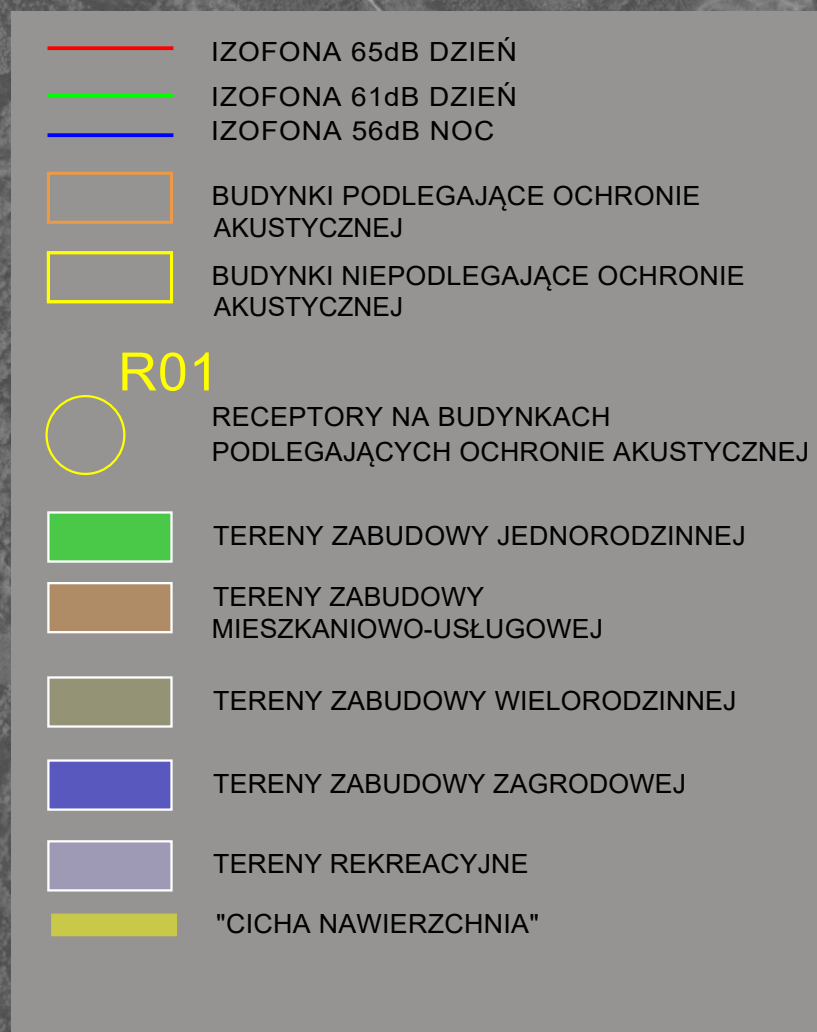 IZOFONA 65dB DZIEŃ
IZOFONA 61dB DZIEŃ
IZOFONA 56dB NOC
BUDYNKI PODLEGAJĄCE OCHRONIE
AKUSTYCZNEJ
BUDYNKI NIEPODLEGAJĄCE OCHRONIE
AKUSTYCZNEJ
R01
RECEPTORY NA BUDYNKACH
PODLEGAJĄCYCH OCHRONIE AKUSTYCZNEJ
TERENY ZABUDOWY JEDNORODZINNEJ
TERENY ZABUDOWY
MIESZKANIOWO-USŁUGOWEJ
TERENY ZABUDOWY WIELORODZINNEJ
TERENY ZABUDOWY ZAGRODOWEJ
TERENY REKREACYJNE
"CICHA NAWIERZCHNIA"